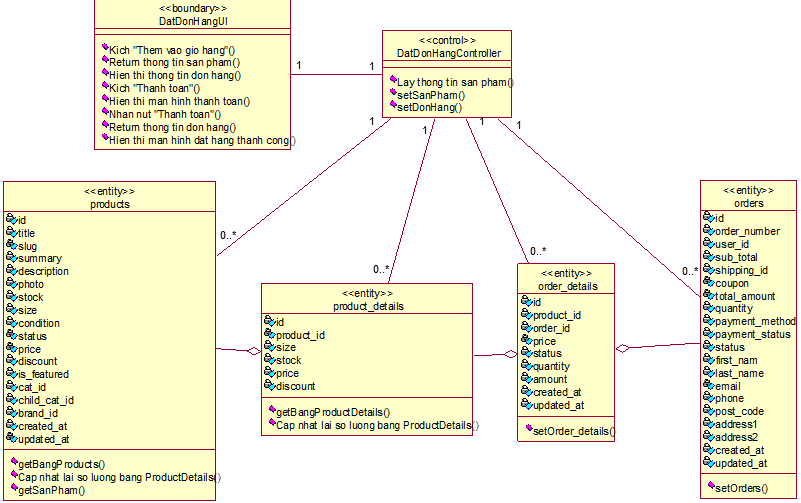 <<boundary>>
DatDonHangUI
Kich "Them vao gio hang"()
Return thong tin san pham()
Hien thi thong tin don hang()
Kich "Thanh toan"()
Hien thi man hinh thanh toan()
Nhan nut "Thanh toan"()
Return thong tin don hang()
Hien thi man hinh dat hang thanh cong()
1
1
<<control>>
DatDonHangController
Lay thong tin san pham()
setSanPham()
setDonHang()
1
1
1
1
0..*
0..*
0..*
0..*
<<entity>>
products
id
title
slug
summary
description
photo
stock
size
condition
status
price
discount
is_featured
cat_id
child_cat_id
brand_id
created_at
updated_at
getBangProducts()
Cap nhat lai so luong bang ProductDetails()
getSanPham()
<<entity>>
product_details
id
product_id
size
stock
price
discount
getBangProductDetails()
Cap nhat lai so luong bang ProductDetails()
<<entity>>
order_details
id
product_id
order_id
price
status
quantity
amount
created_at
updated_at
setOrder_details()
<<entity>>
orders
id
order_number
user_id
sub_total
shipping_id
coupon
total_amount
quantity
payment_method
payment_status
status
first_nam
last_name
email
phone
post_code
address1
address2
created_at
updated_at
setOrders()